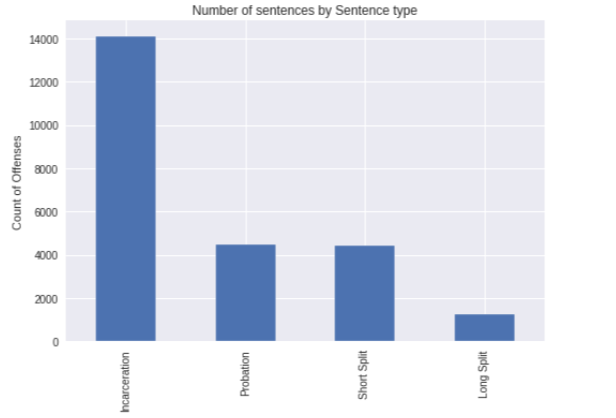 Number of sentences by Sentence type
Count of Offenses
14000
12000
10000
8000
6000
4000
2000
0
Incarceration
Probation
Short Split
Long Split